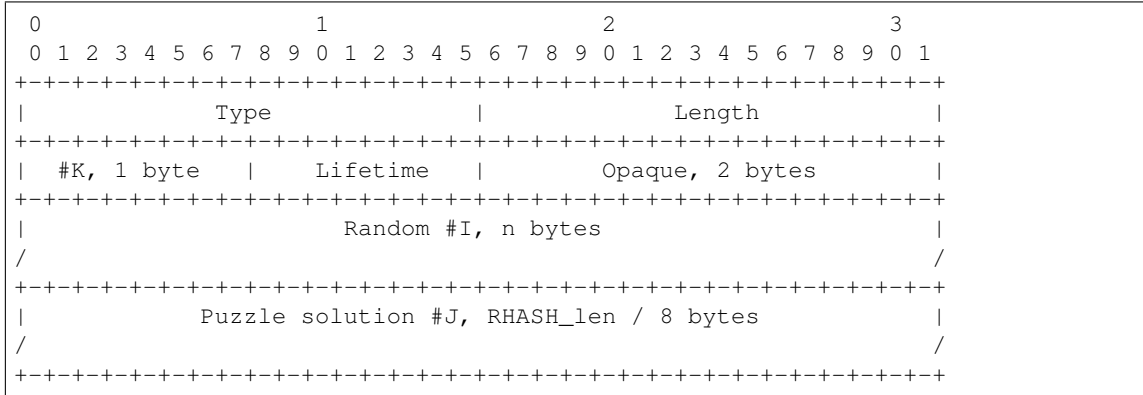 0                   1                   2                   3
 0 1 2 3 4 5 6 7 8 9 0 1 2 3 4 5 6 7 8 9 0 1 2 3 4 5 6 7 8 9 0 1
+-+-+-+-+-+-+-+-+-+-+-+-+-+-+-+-+-+-+-+-+-+-+-+-+-+-+-+-+-+-+-+-+
|             Type              |             Length            |
+-+-+-+-+-+-+-+-+-+-+-+-+-+-+-+-+-+-+-+-+-+-+-+-+-+-+-+-+-+-+-+-+
|  #K, 1 byte   |    Lifetime   |        Opaque, 2 bytes        |
+-+-+-+-+-+-+-+-+-+-+-+-+-+-+-+-+-+-+-+-+-+-+-+-+-+-+-+-+-+-+-+-+
|                      Random #I, n bytes                       |
/                                                               /
+-+-+-+-+-+-+-+-+-+-+-+-+-+-+-+-+-+-+-+-+-+-+-+-+-+-+-+-+-+-+-+-+
|            Puzzle solution #J, RHASH_len / 8 bytes            |
/                                                               /
+-+-+-+-+-+-+-+-+-+-+-+-+-+-+-+-+-+-+-+-+-+-+-+-+-+-+-+-+-+-+-+-+